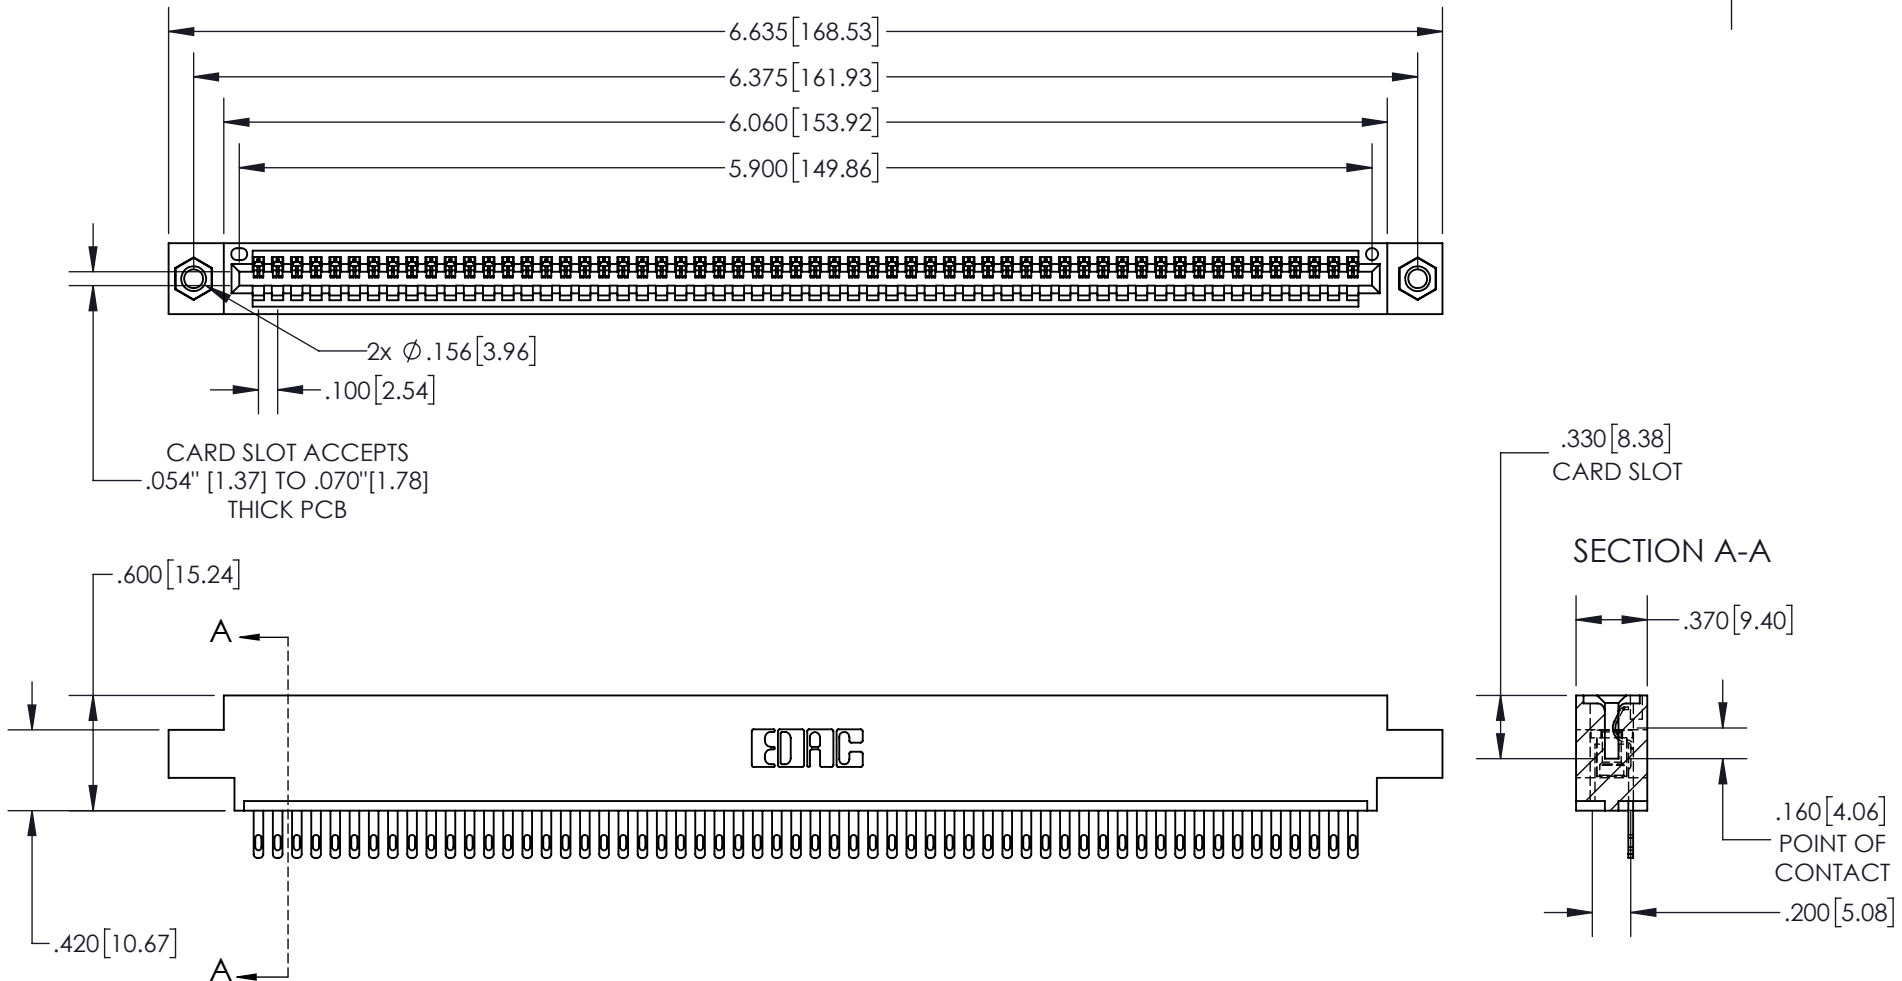 6.635[168.53]
6.375[161.93]
6.060[153.92]
5.900[149.86]
2x ∅.156[3.96]
.100[2.54]
CARD SLOT ACCEPTS
.054" [1.37] TO .070"[1.78]
THICK PCB
.330[8.38]
CARD SLOT
SECTION A-A
.600[15.24]
.370[9.40]
A
EDAC
.160[4.06]
POINT OF
CONTACT
.200[5.08]
.420[10.67]
A